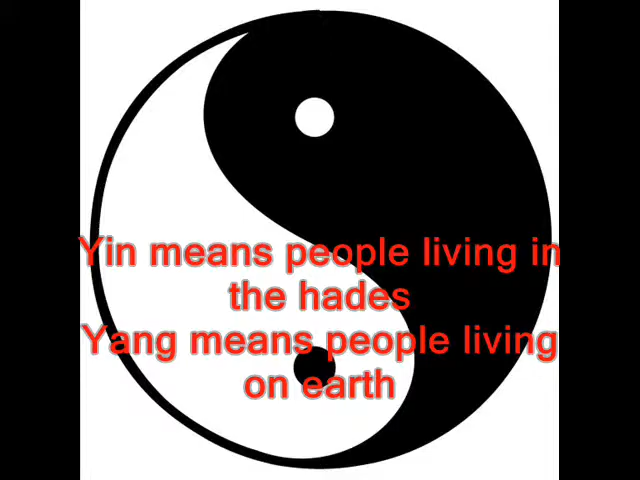 Yin means people living in
the hades
Yang means people living
on earth